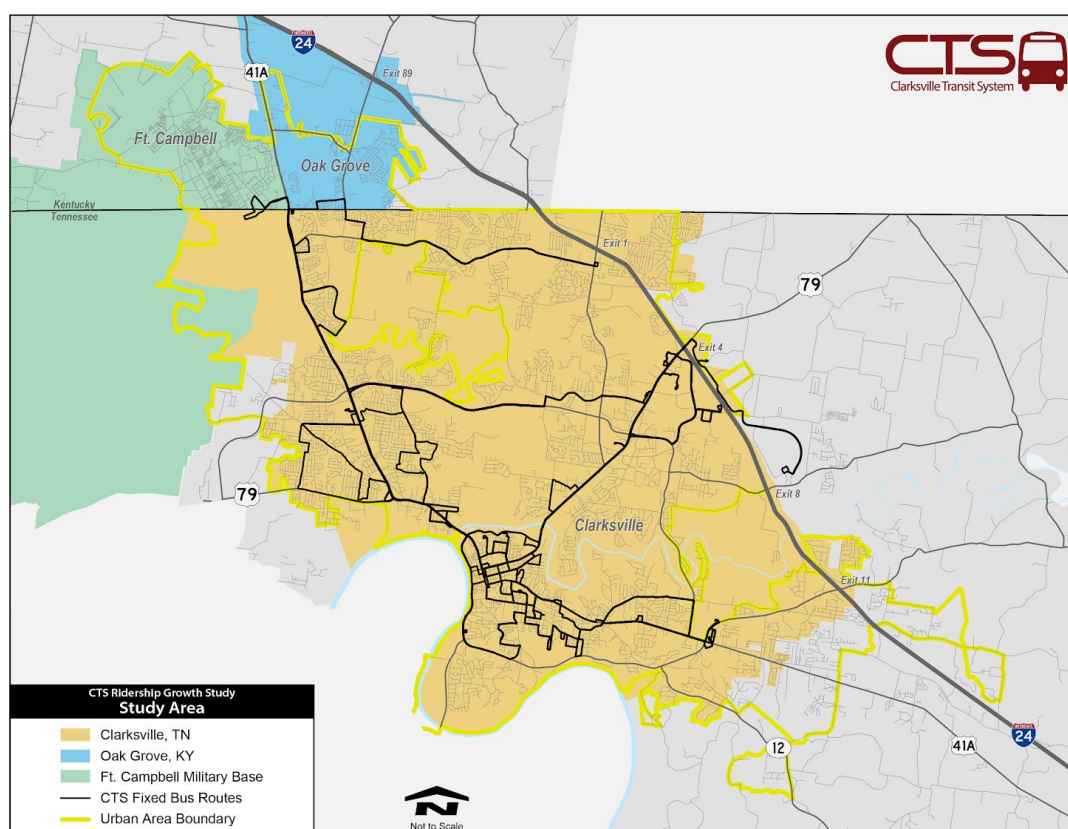 INTERSTATE
24
41A
Exit 89
CTS
Clarksville Transit System
Ft. Campbell
Oak Grove
Kentucky
Tennessee
Exit 1
79
Exit 4
79
Exit 8
Clarksville
Exit 11
CTS Ridership Growth Study
Study Area
Clarksville, TN
Oak Grove, KY
Ft. Campbell Military Base
CTS Fixed Bus Routes
Urban Area Boundary
N
Not to Scale
12
41A
INTERSTATE
24